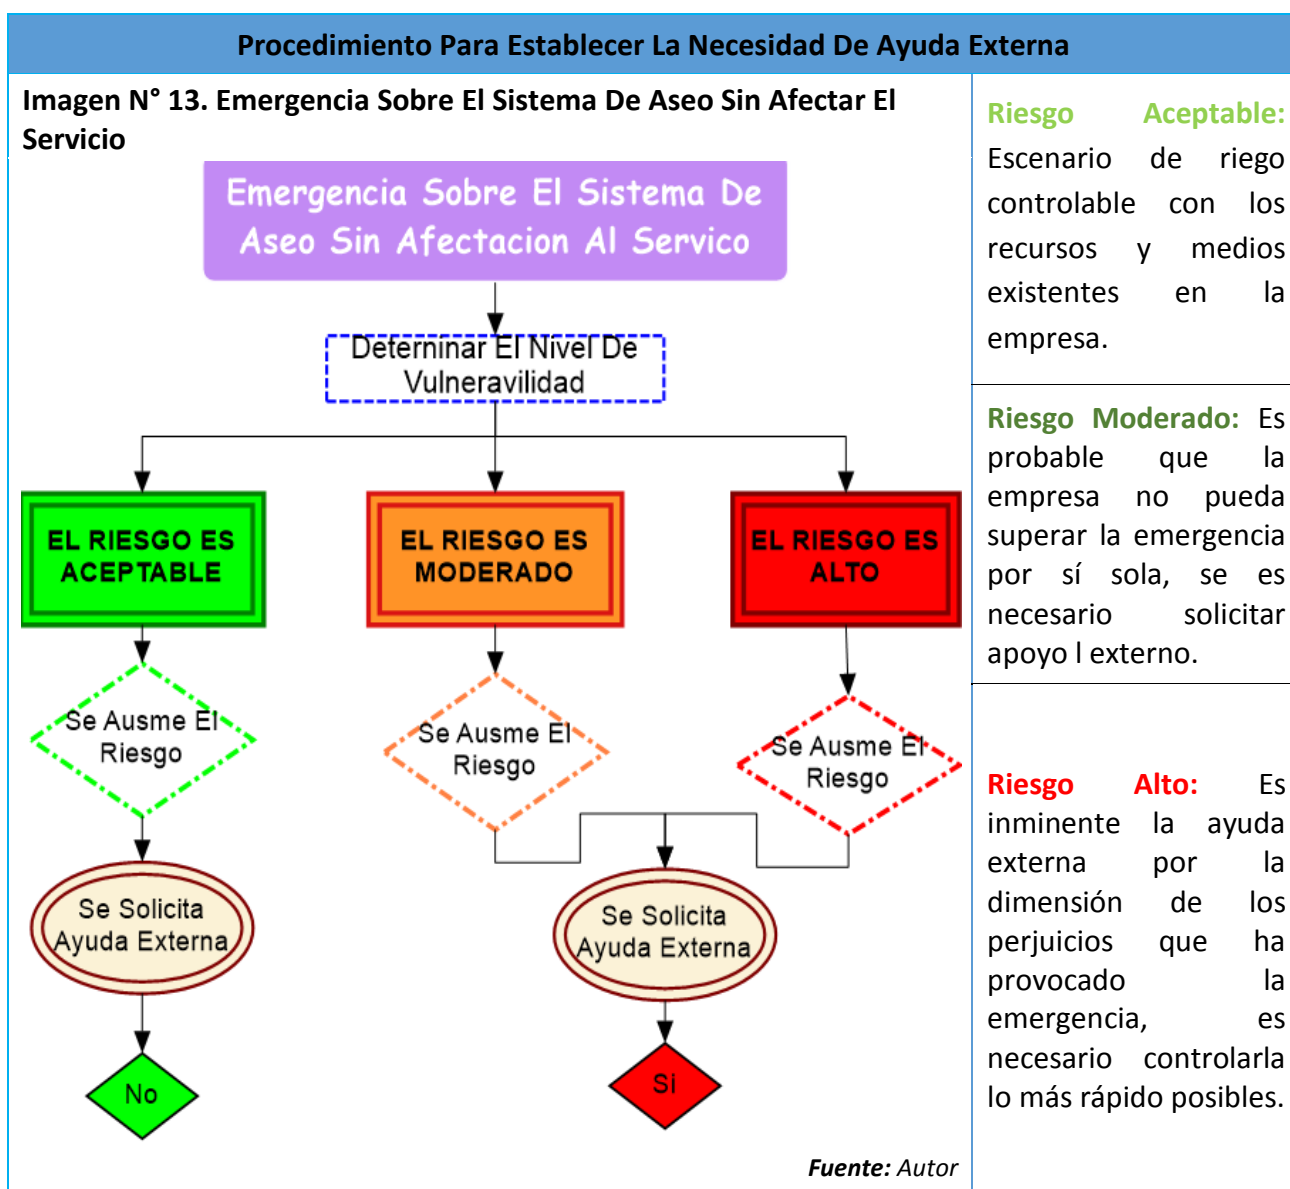 Procedimiento Para Establecer La Necesidad De Ayuda Externa
Imagen N° 13. Emergencia Sobre El Sistema De Aseo Sin Afectar El
Servicio
Emergencia Sobre El Sistema De
Aseo Sin Afectacion Al Servico
Deterninar El Nivel De
Vulneravilidad
EL RIESGO ES
ACEPTABLE
EL RIESGO ES
MODERADO
EL RIESGO ES
ALTO
Se Ausme El
Riesgo
Se Ausme El
Riesgo
Se Ausme El
Riesgo
Se Solicita
Ayuda Externa
Se Solicita
Ayuda Externa
No
Si
Fuente: Autor
Riesgo Aceptable:
Escenario de riego
controlable con los
recursos y medios
existentes en la
empresa.
Riesgo Moderado: Es
probable que la
empresa no pueda
superar la emergencia
por sí sola, se es
necesario solicitar
apoyo l externo.
Riesgo Alto: Es
inminente la ayuda
externa por la
dimensión de los
perjuicios que ha
provocado la
emergencia, es
necesario controlarla
lo más rápido posibles.